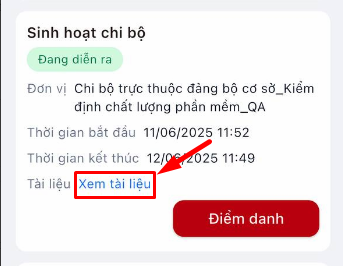 Sinh hoạt chi bộ
Đang diễn ra
Đơn vị Chi bộ trực thuộc đảng bộ cơ sở_Kiểm
định chất lượng phần mềm_QA
Thời gian bắt đầu 11/06/2025 11:52
Thời gian kết thúc 12/06/2025 11:49
Tài liệu Xem tài liệu
Điểm danh